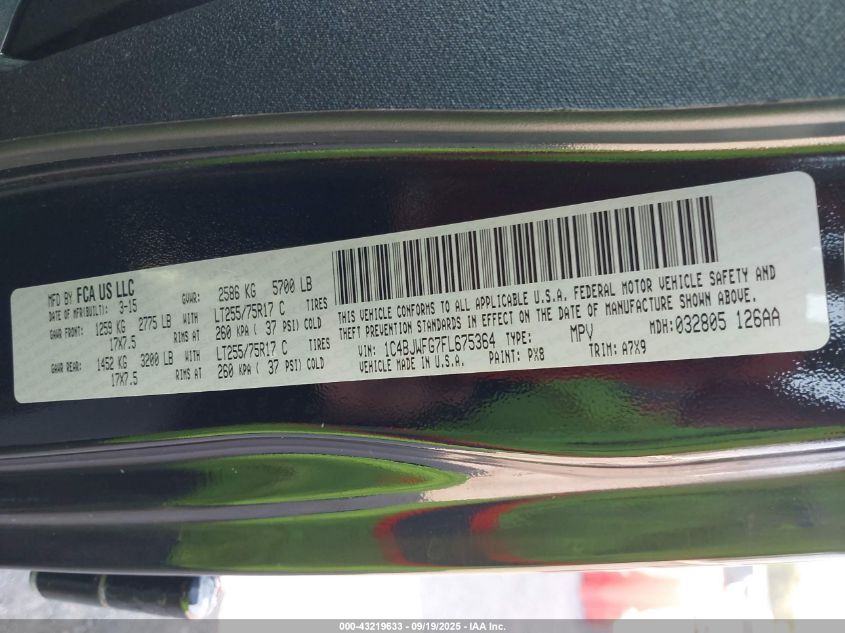 MFD BY FCA US LLC
DATE OF MFR(BUILT): 3-15 GVWR: 2586 KG 5700 LB
GAWR FRONT: 1259 KG 2775 LB WITH LT255/75R17 C TIRES
17X7.5 RIMS AT 260 KPA ( 37 PSI) COLD
GAWR REAR: 1452 KG 3200 LB WITH LT255/75R17 C TIRES
17X7.5 RIMS AT 260 KPA ( 37 PSI) COLD
THIS VEHICLE CONFORMS TO ALL APPLICABLE U.S.A. FEDERAL MOTOR VEHICLE SAFETY AND
THEFT PREVENTION STANDARDS IN EFFECT ON THE DATE OF MANUFACTURE SHOWN ABOVE.
VIN: 1C4BJWFG7FL675364 TYPE: MPV MDH:032805 126AA
VEHICLE MADE IN U.S.A. PAINT: PX8 TRIM: A7X9
000-43219633 - 09/19/2025 - IAA Inc.